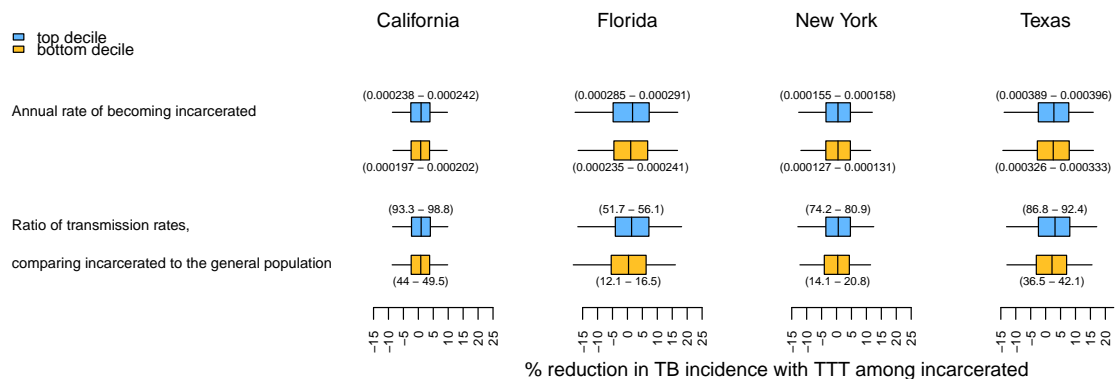 California Florida New York Texas
top decile
bottom decile
(0.000238 − 0.000242) (0.000285 − 0.000291) (0.000155 − 0.000158) (0.000389 − 0.000396)
Annual rate of becoming incarcerated
(0.000197 − 0.000202) (0.000235 − 0.000241) (0.000127 − 0.000131) (0.000326 − 0.000333)
(93.3 − 98.8) (51.7 − 56.1) (74.2 − 80.9) (86.8 − 92.4)
Ratio of transmission rates,
comparing incarcerated to the general population
(44 − 49.5) (12.1 − 16.5) (14.1 − 20.8) (36.5 − 42.1)
−15 −10 −5 0 5 10 15 20 25 −15 −10 −5 0 5 10 15 20 25 −15 −10 −5 0 5 10 15 20 25 −15 −10 −5 0 5 10 15 20
% reduction in TB incidence with TTT among incarcerated